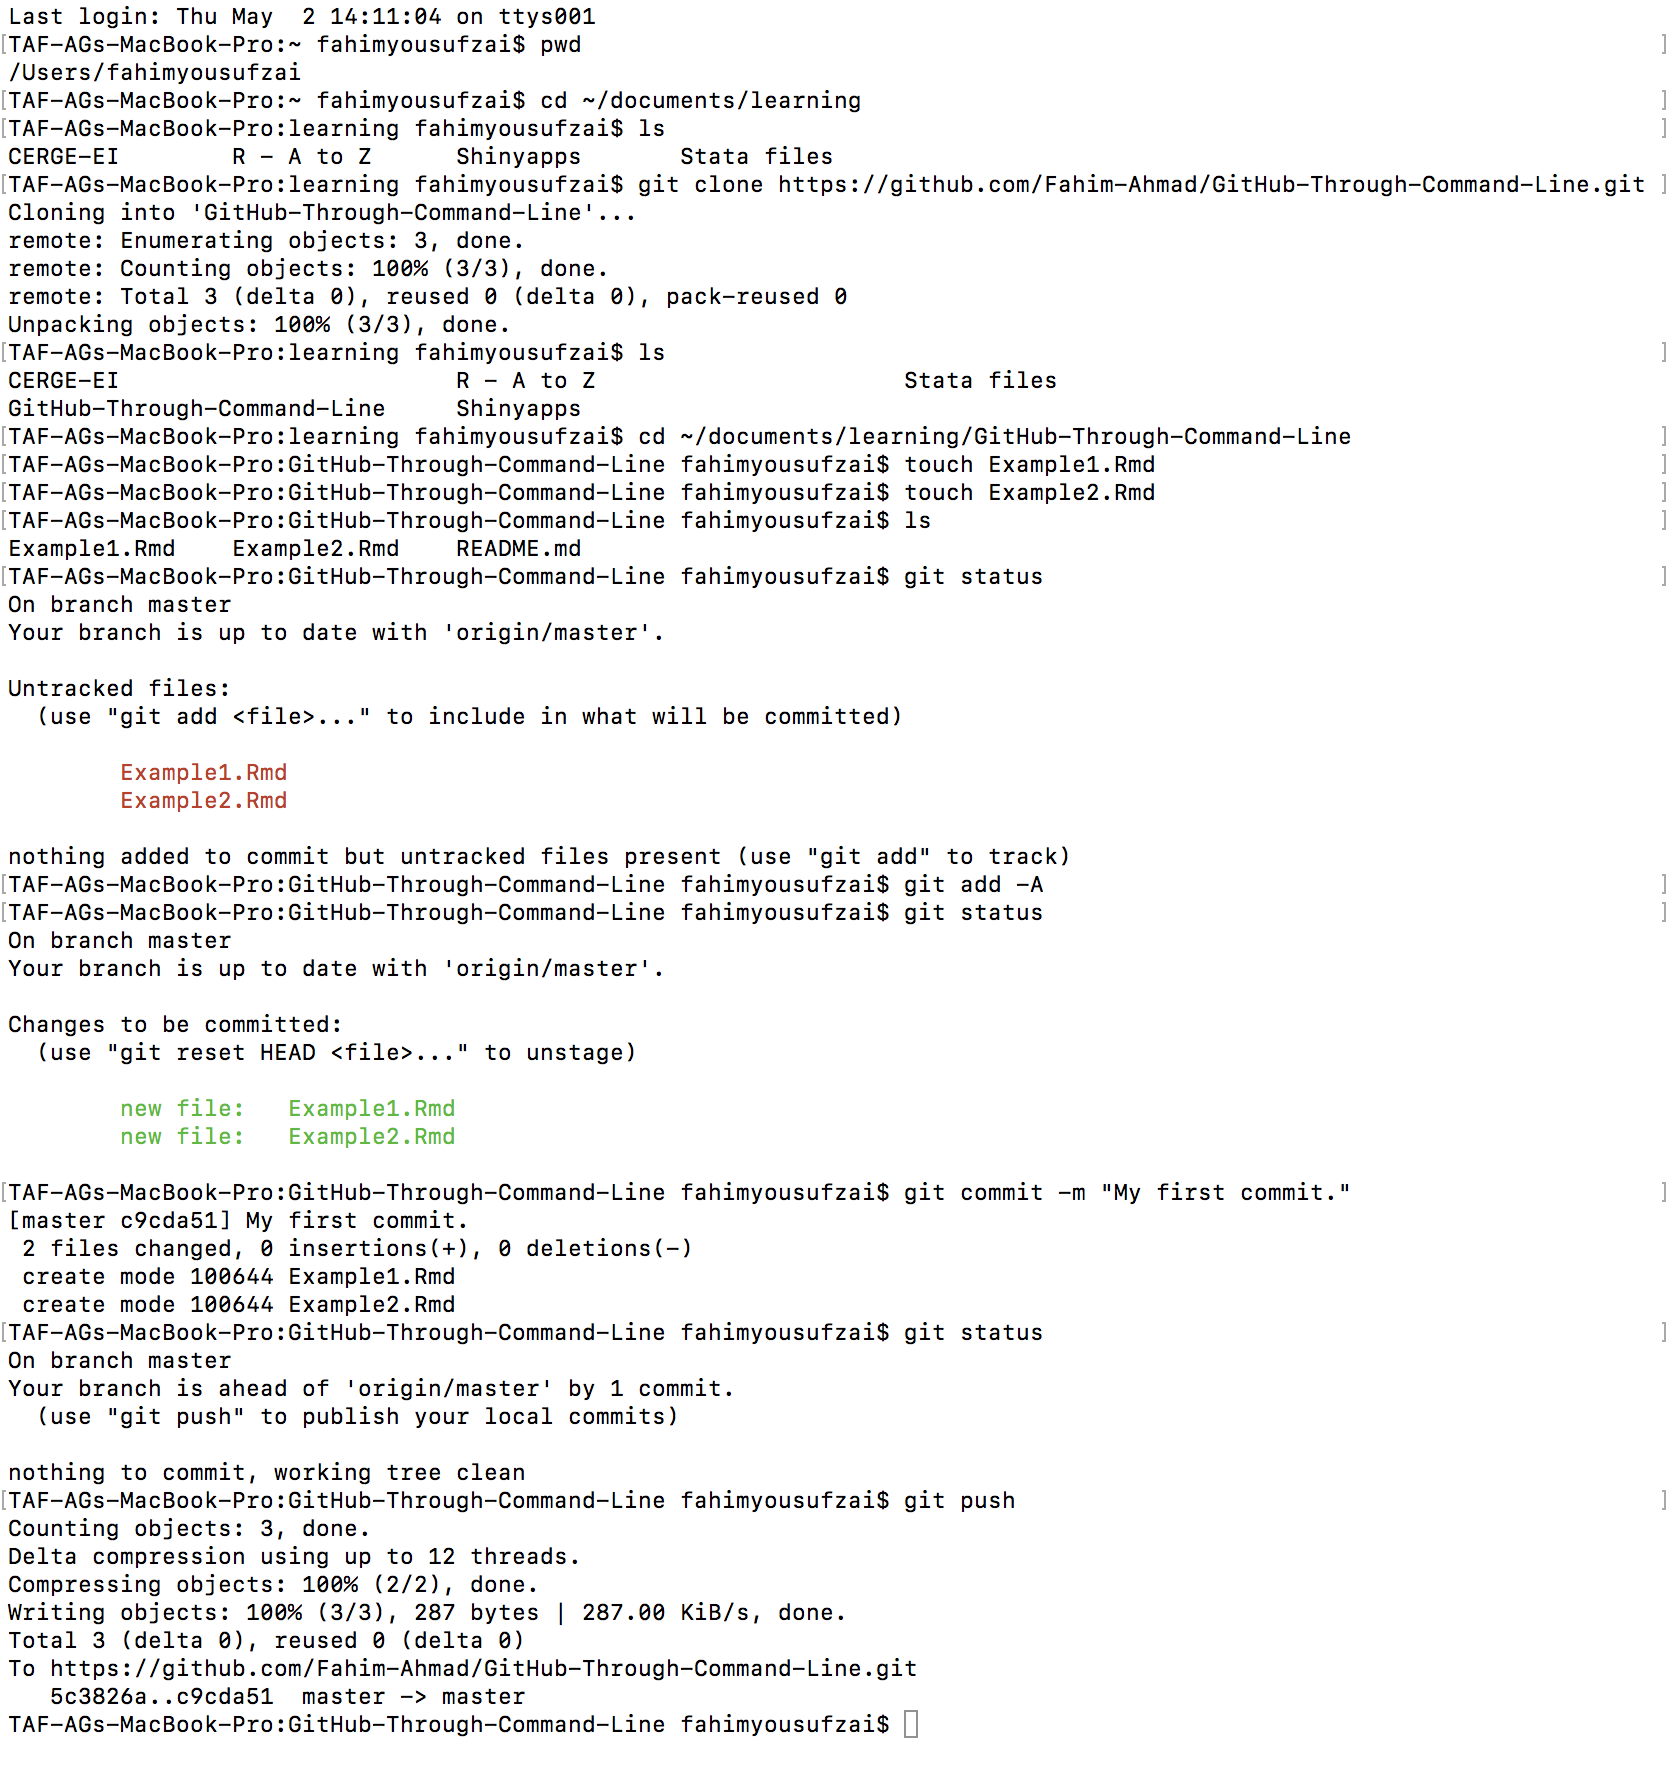 Last login: Thu May  2 14:11:04 on ttys001
[TAF-AGs-MacBook-Pro:~ fahimyousufzai$ pwd ]
/Users/fahimyousufzai
[TAF-AGs-MacBook-Pro:~ fahimyousufzai$ cd ~/documents/learning ]
[TAF-AGs-MacBook-Pro:learning fahimyousufzai$ ls ]
CERGE-EI        R - A to Z      Shinyapps       Stata files
[TAF-AGs-MacBook-Pro:learning fahimyousufzai$ git clone https://github.com/Fahim-Ahmad/GitHub-Through-Command-Line.git ]
Cloning into 'GitHub-Through-Command-Line'...
remote: Enumerating objects: 3, done.
remote: Counting objects: 100% (3/3), done.
remote: Total 3 (delta 0), reused 0 (delta 0), pack-reused 0
Unpacking objects: 100% (3/3), done.
[TAF-AGs-MacBook-Pro:learning fahimyousufzai$ ls ]
CERGE-EI                        R - A to Z                      Stata files
GitHub-Through-Command-Line     Shinyapps
[TAF-AGs-MacBook-Pro:learning fahimyousufzai$ cd ~/documents/learning/GitHub-Through-Command-Line ]
[TAF-AGs-MacBook-Pro:GitHub-Through-Command-Line fahimyousufzai$ touch Example1.Rmd ]
[TAF-AGs-MacBook-Pro:GitHub-Through-Command-Line fahimyousufzai$ touch Example2.Rmd ]
[TAF-AGs-MacBook-Pro:GitHub-Through-Command-Line fahimyousufzai$ ls ]
Example1.Rmd    Example2.Rmd    README.md
[TAF-AGs-MacBook-Pro:GitHub-Through-Command-Line fahimyousufzai$ git status ]
On branch master
Your branch is up to date with 'origin/master'.

Untracked files:
  (use "git add <file>..." to include in what will be committed)

        Example1.Rmd
        Example2.Rmd

nothing added to commit but untracked files present (use "git add" to track)
[TAF-AGs-MacBook-Pro:GitHub-Through-Command-Line fahimyousufzai$ git add -A ]
[TAF-AGs-MacBook-Pro:GitHub-Through-Command-Line fahimyousufzai$ git status ]
On branch master
Your branch is up to date with 'origin/master'.

Changes to be committed:
  (use "git reset HEAD <file>..." to unstage)

        new file:   Example1.Rmd
        new file:   Example2.Rmd

[TAF-AGs-MacBook-Pro:GitHub-Through-Command-Line fahimyousufzai$ git commit -m "My first commit." ]
[master c9cda51] My first commit.
 2 files changed, 0 insertions(+), 0 deletions(-)
 create mode 100644 Example1.Rmd
 create mode 100644 Example2.Rmd
[TAF-AGs-MacBook-Pro:GitHub-Through-Command-Line fahimyousufzai$ git status ]
On branch master
Your branch is ahead of 'origin/master' by 1 commit.
  (use "git push" to publish your local commits)

nothing to commit, working tree clean
[TAF-AGs-MacBook-Pro:GitHub-Through-Command-Line fahimyousufzai$ git push ]
Counting objects: 3, done.
Delta compression using up to 12 threads.
Compressing objects: 100% (2/2), done.
Writing objects: 100% (3/3), 287 bytes | 287.00 KiB/s, done.
Total 3 (delta 0), reused 0 (delta 0)
To https://github.com/Fahim-Ahmad/GitHub-Through-Command-Line.git
   5c3826a..c9cda51  master -> master
TAF-AGs-MacBook-Pro:GitHub-Through-Command-Line fahimyousufzai$